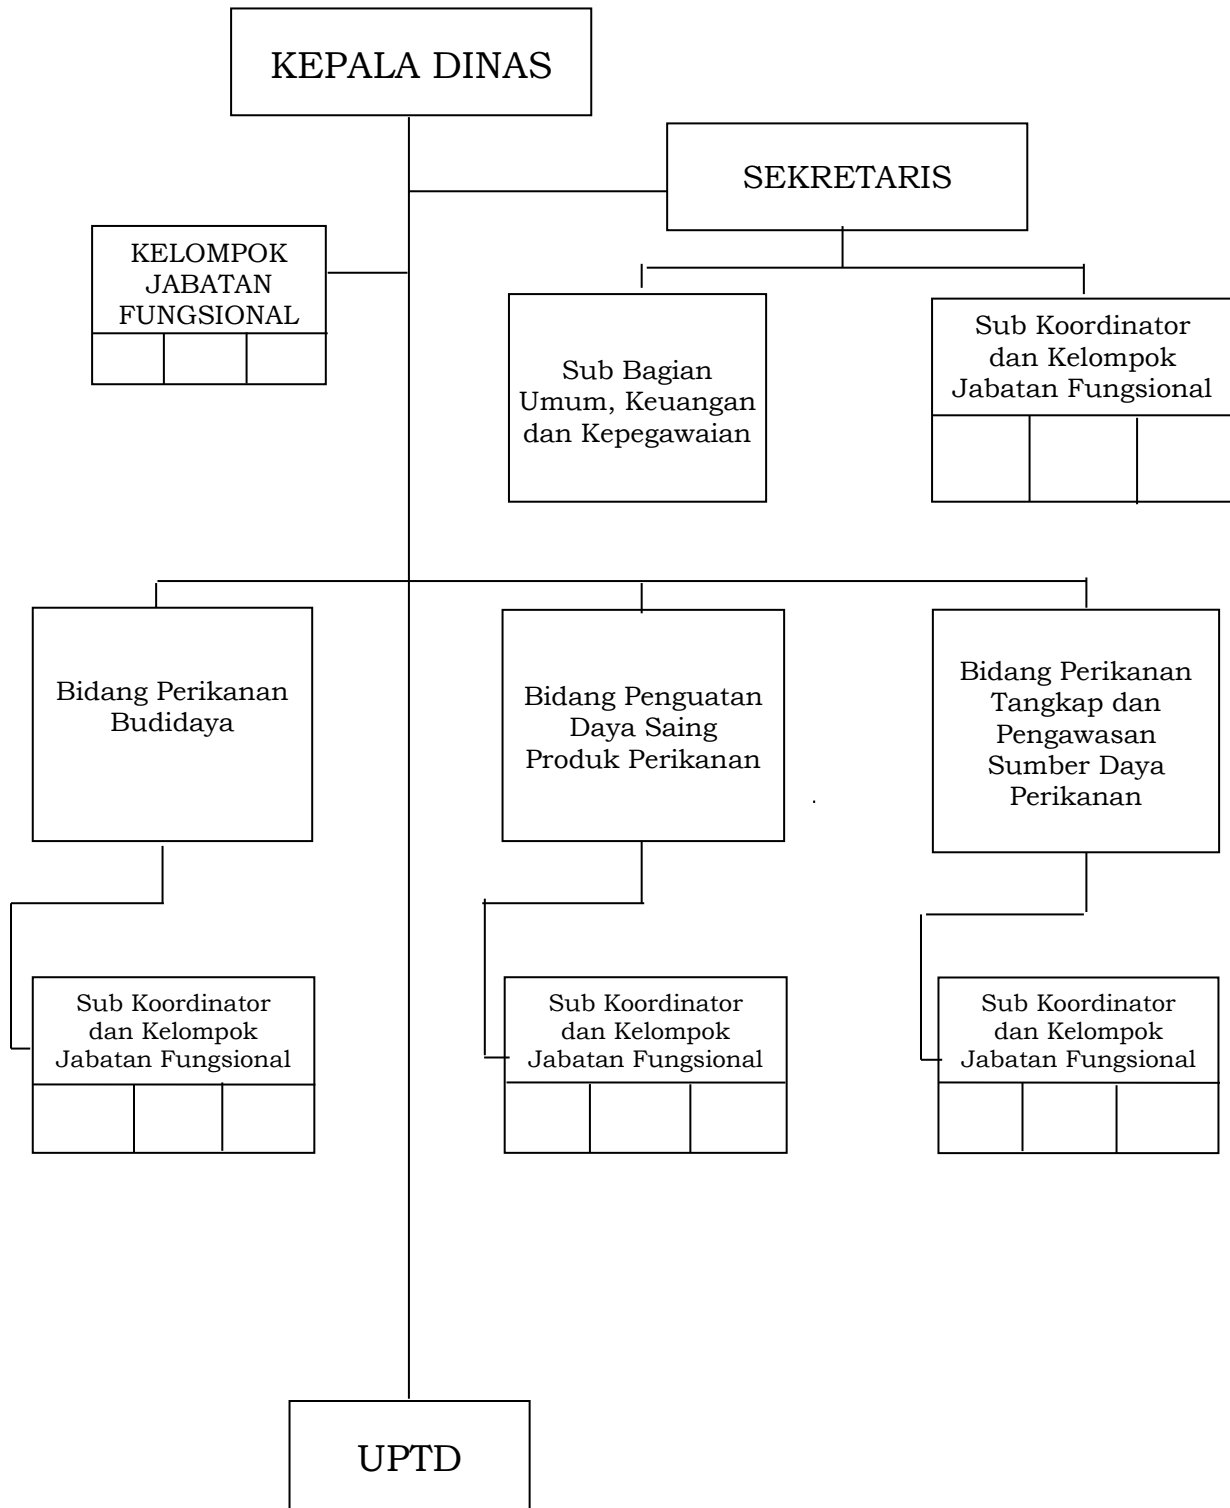 KEPALA DINAS
SEKRETARIS
KELOMPOK
JABATAN
FUNGSIONAL
Sub Bagian
Umum, Keuangan
dan Kepegawaian
Sub Koordinator
dan Kelompok
Jabatan Fungsional
Bidang Perikanan
Budidaya
Bidang Penguatan
Daya Saing
Produk Perikanan
.
Bidang Perikanan
Tangkap dan
Pengawasan
Sumber Daya
Perikanan
Sub Koordinator
dan Kelompok
Jabatan Fungsional
Sub Koordinator
dan Kelompok
Jabatan Fungsional
Sub Koordinator
dan Kelompok
Jabatan Fungsional
UPTD